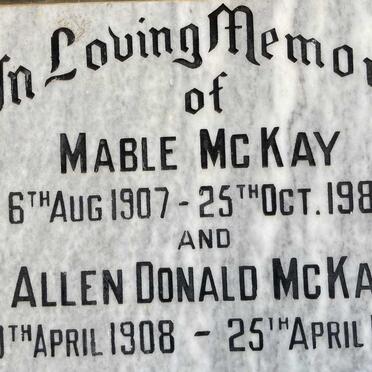 In Loving Memor
of
MABLE MCKAY
6TH AUG 1907 - 25TH OCT. 198
AND
ALLEN DONALD MCKA
TH APRIL 1908 - 25TH APRIL